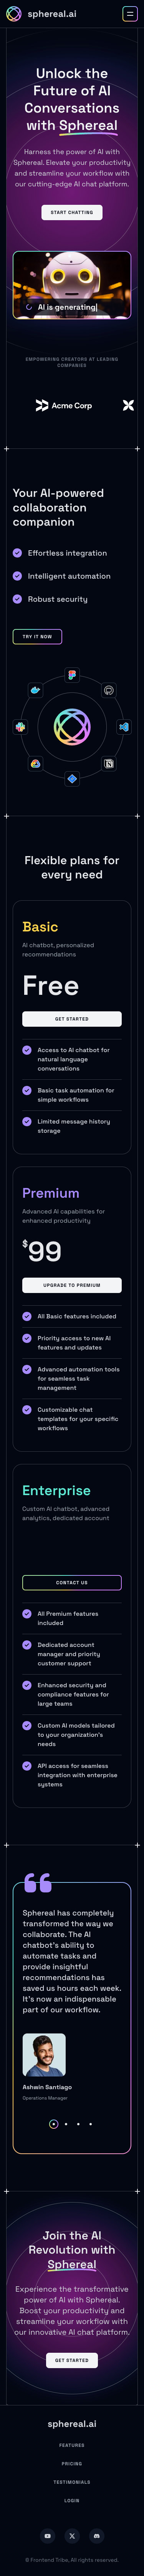 sphereal.ai
Unlock the
Future of AI
Conversations
with Sphereal
Harness the power of AI with
Sphereal. Elevate your productivity
and streamline your workflow with
our cutting-edge AI chat platform.
START CHATTING
AI is generating|
EMPOWERING CREATORS AT LEADING
COMPANIES
Acme Corp
Your AI-powered
collaboration
companion
Effortless integration
Intelligent automation
Robust security
TRY IT NOW
Flexible plans for
every need
Basic
AI chatbot, personalized
recommendations
Free
GET STARTED
Access to AI chatbot for
natural language
conversations
Basic task automation for
simple workflows
Limited message history
storage
Premium
Advanced AI capabilities for
enhanced productivity
$99
UPGRADE TO PREMIUM
All Basic features included
Priority access to new AI
features and updates
Advanced automation tools
for seamless task
management
Customizable chat
templates for your specific
workflows
Enterprise
Custom AI chatbot, advanced
analytics, dedicated account
CONTACT US
All Premium features
included
Dedicated account
manager and priority
customer support
Enhanced security and
compliance features for
large teams
Custom AI models tailored
to your organization's
needs
API access for seamless
integration with enterprise
systems
Sphereal has completely
transformed the way we
collaborate. The AI
chatbot's ability to
automate tasks and
provide insightful
recommendations has
saved us hours each week.
It's now an indispensable
part of our workflow.
Ashwin Santiago
Operations Manager
Join the AI
Revolution with
Sphereal
Experience the transformative
power of AI with Sphereal.
Boost your productivity and
streamline your workflow with
our innovative AI chat platform.
GET STARTED
sphereal.ai
FEATURES
PRICING
TESTIMONIALS
LOGIN
© Frontend Tribe, All rights reserved.